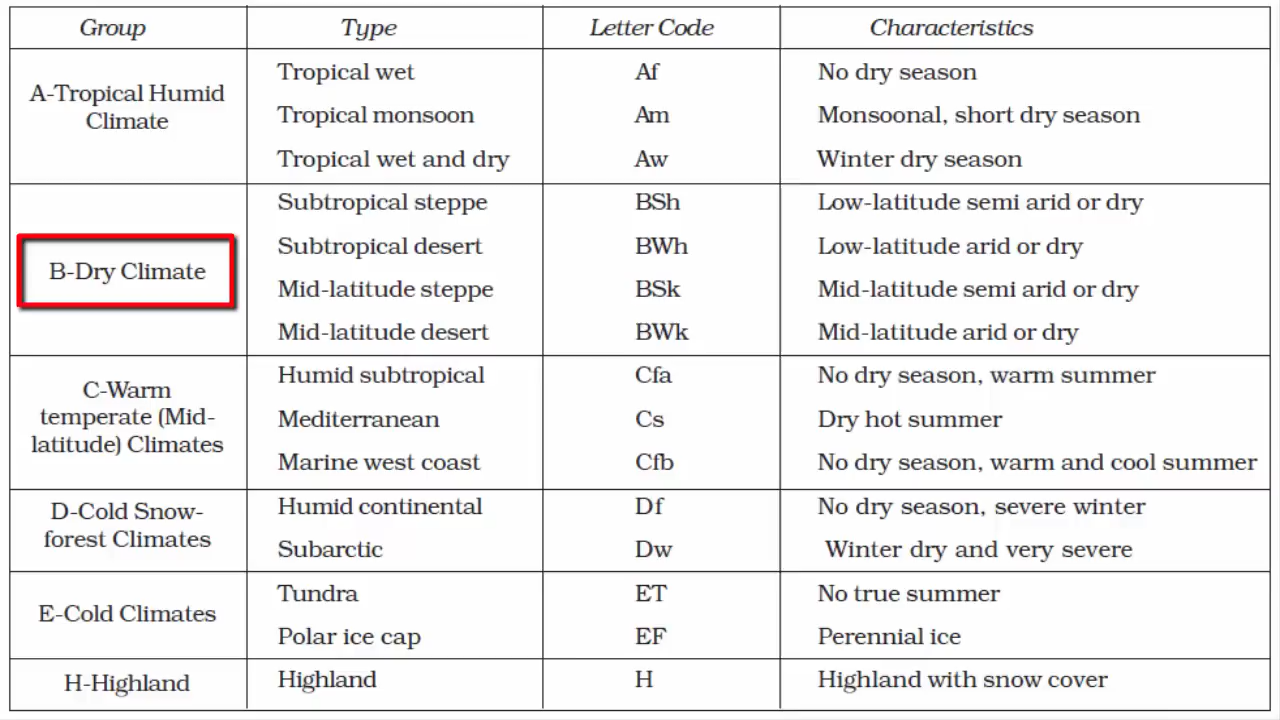 Group Type Letter Code Characteristics
A-Tropical Humid
Climate
Tropical wet Af No dry season
Tropical monsoon Am Monsoonal, short dry season
Tropical wet and dry Aw Winter dry season
B-Dry Climate
Subtropical steppe BSh Low-latitude semi arid or dry
Subtropical desert BWh Low-latitude arid or dry
Mid-latitude steppe BSk Mid-latitude semi arid or dry
Mid-latitude desert BWk Mid-latitude arid or dry
C-Warm
temperate (Mid-
latitude) Climates
Humid subtropical Cfa No dry season, warm summer
Mediterranean Cs Dry hot summer
Marine west coast Cfb No dry season, warm and cool summer
D-Cold Snow-
forest Climates
Humid continental Df No dry season, severe winter
Subarctic Dw Winter dry and very severe
E-Cold Climates
Tundra ET No true summer
Polar ice cap EF Perennial ice
H-Highland Highland H Highland with snow cover